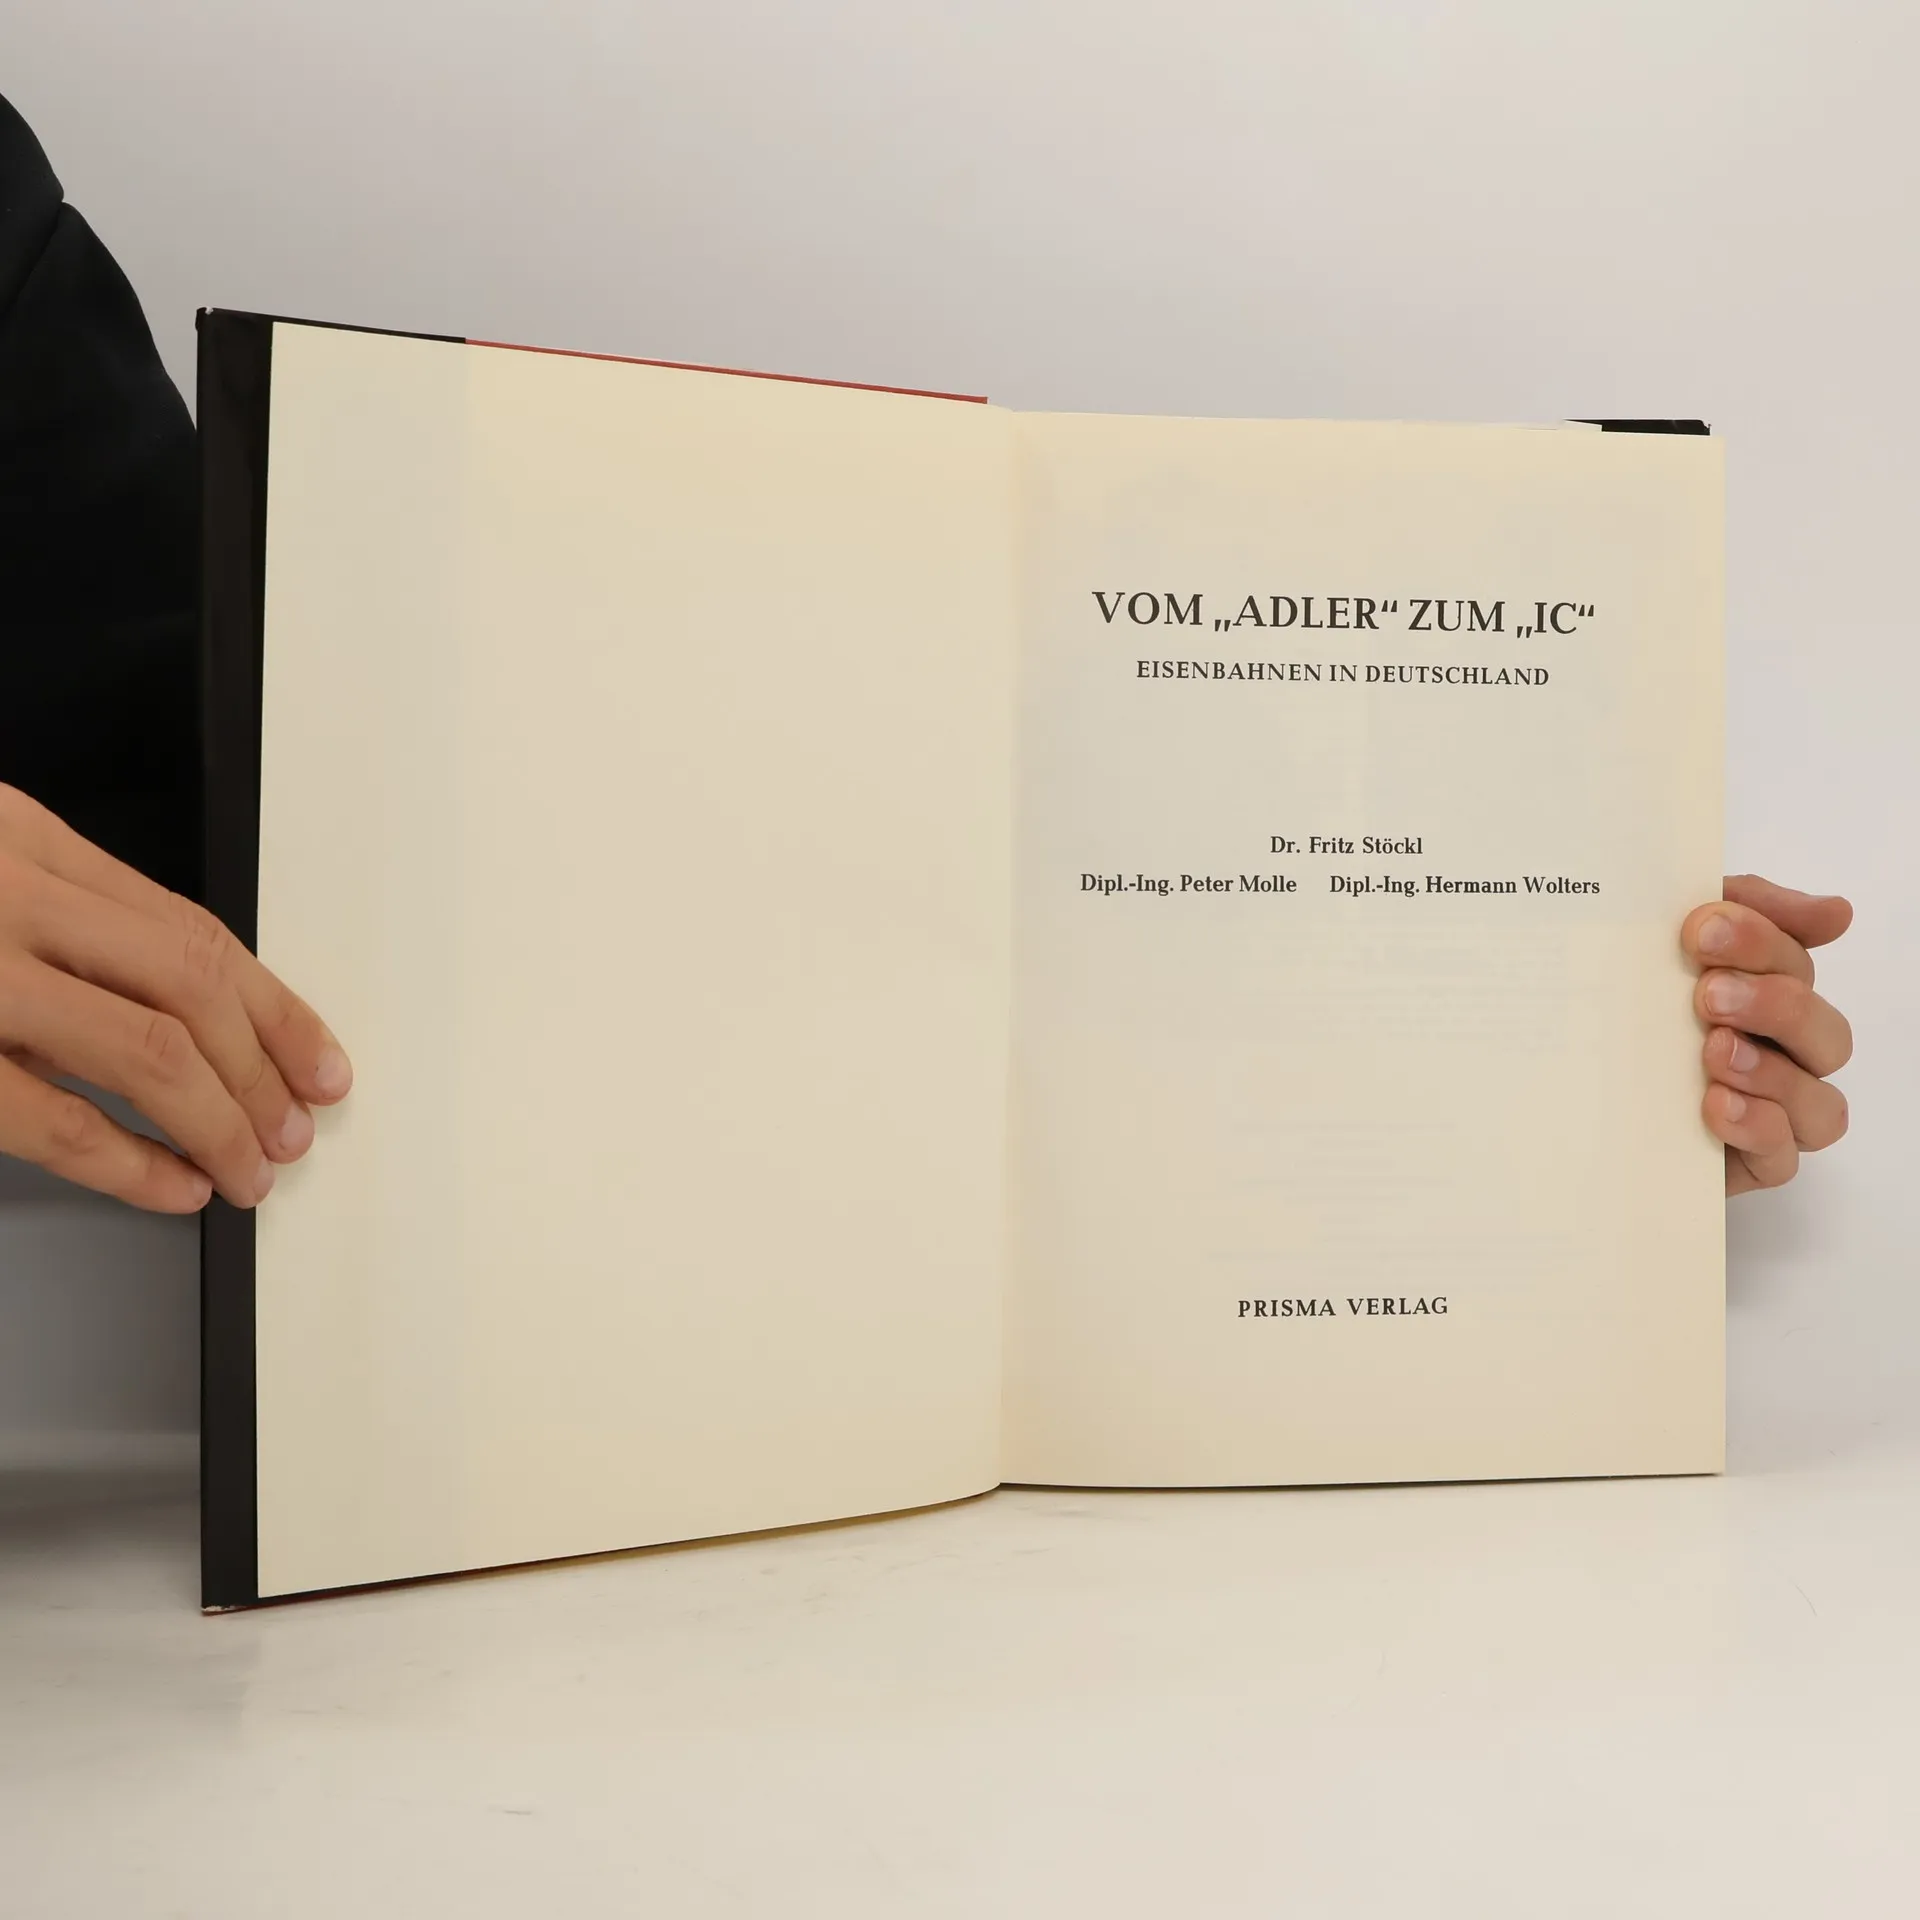 VOM „ADLER“ ZUM „IC“
EISENBAHNEN IN DEUTSCHLAND
Dr. Fritz Stöckl
Dipl.-Ing. Peter Molle Dipl.-Ing. Hermann Wolters
PRISMA VERLAG